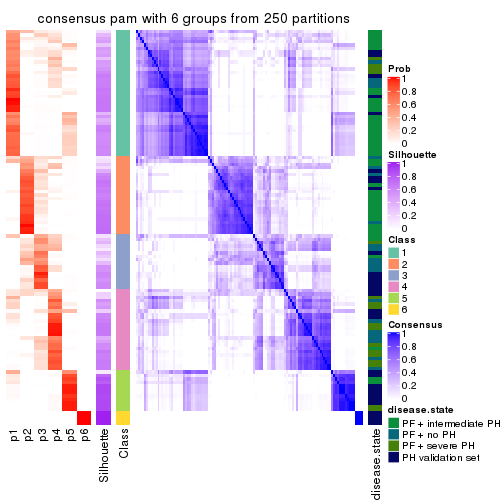 consensus pam with 6 groups from 250 partitions
Prob
1
0.8
0.6
0.4
0.2
0
Silhouette
1
0.8
0.6
0.4
0.2
0
Class
1
2
3
4
5
6
Consensus
1
0.8
0.6
0.4
0.2
0
disease.state
PF + intermediate PH
PF + no PH
PF + severe PH
PH validation set
p1
p2
p3
p4
p5
p6
Silhouette
Class
disease.state